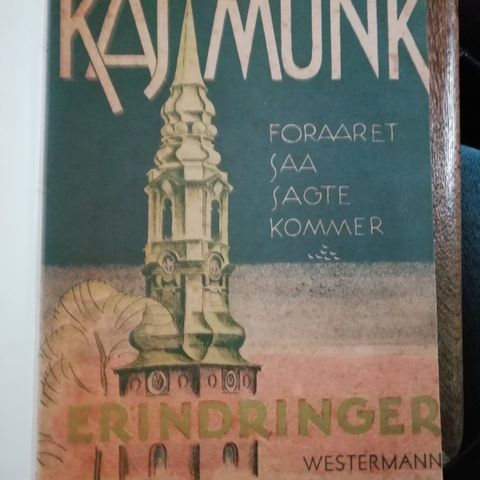 KAJ MUNK
FORAARET
SAA
SAGTE
KOMMER
ERINDRINGER
WESTERMANN